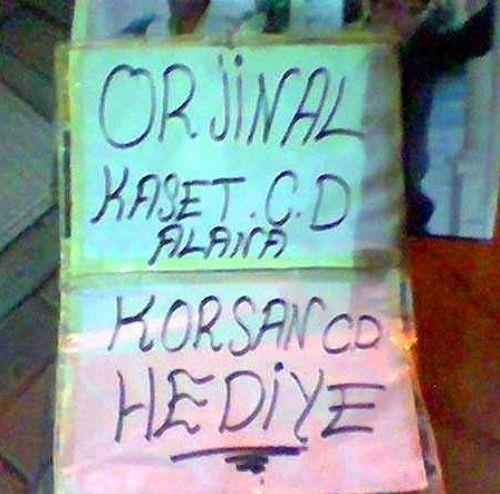 ORJİNAL
KASET.C.D
ALANA
KORSAN CD
HEDİYE